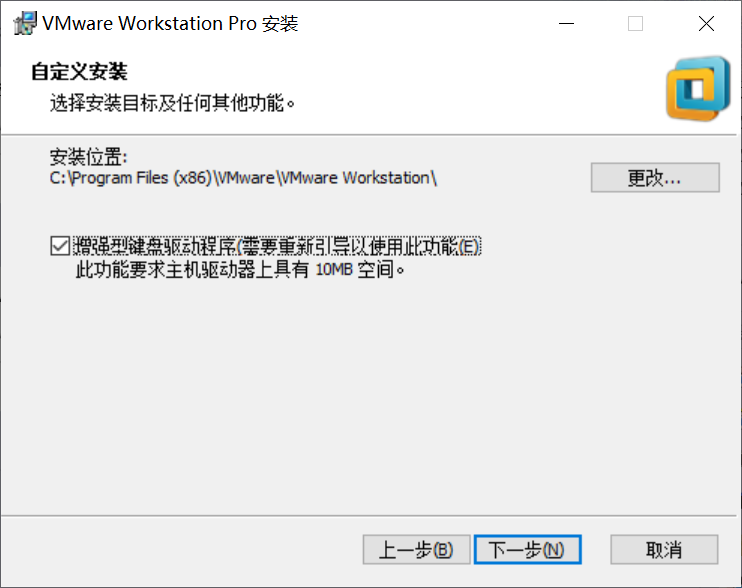 VMware Workstation Pro 安装
自定义安装
选择安装目标及任何其他功能。
安装位置:
C:\Program Files (x86)\VMware\VMware Workstation\
更改...
增强型键盘驱动程序(需要重新引导以使用此功能(E)
此功能要求主机驱动器上具有 10MB 空间。
上一步(B) 下一步(N) 取消